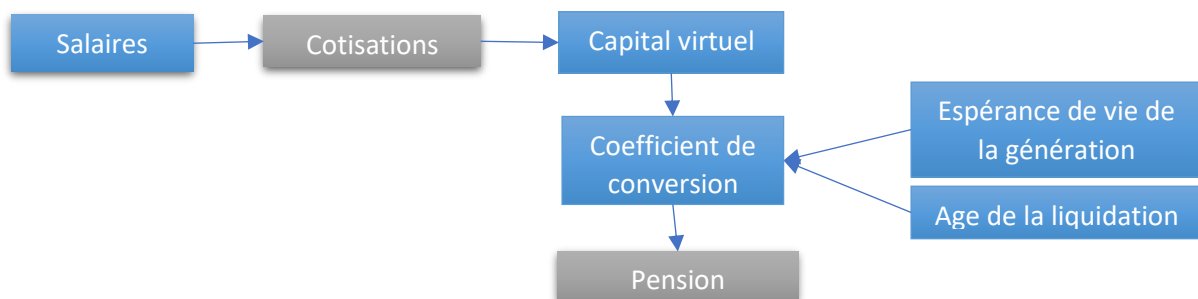 Salaires
Cotisations
Capital virtuel
Coefficient de
conversion
Espérance de vie de
la génération
Age de la liquidation
Pension